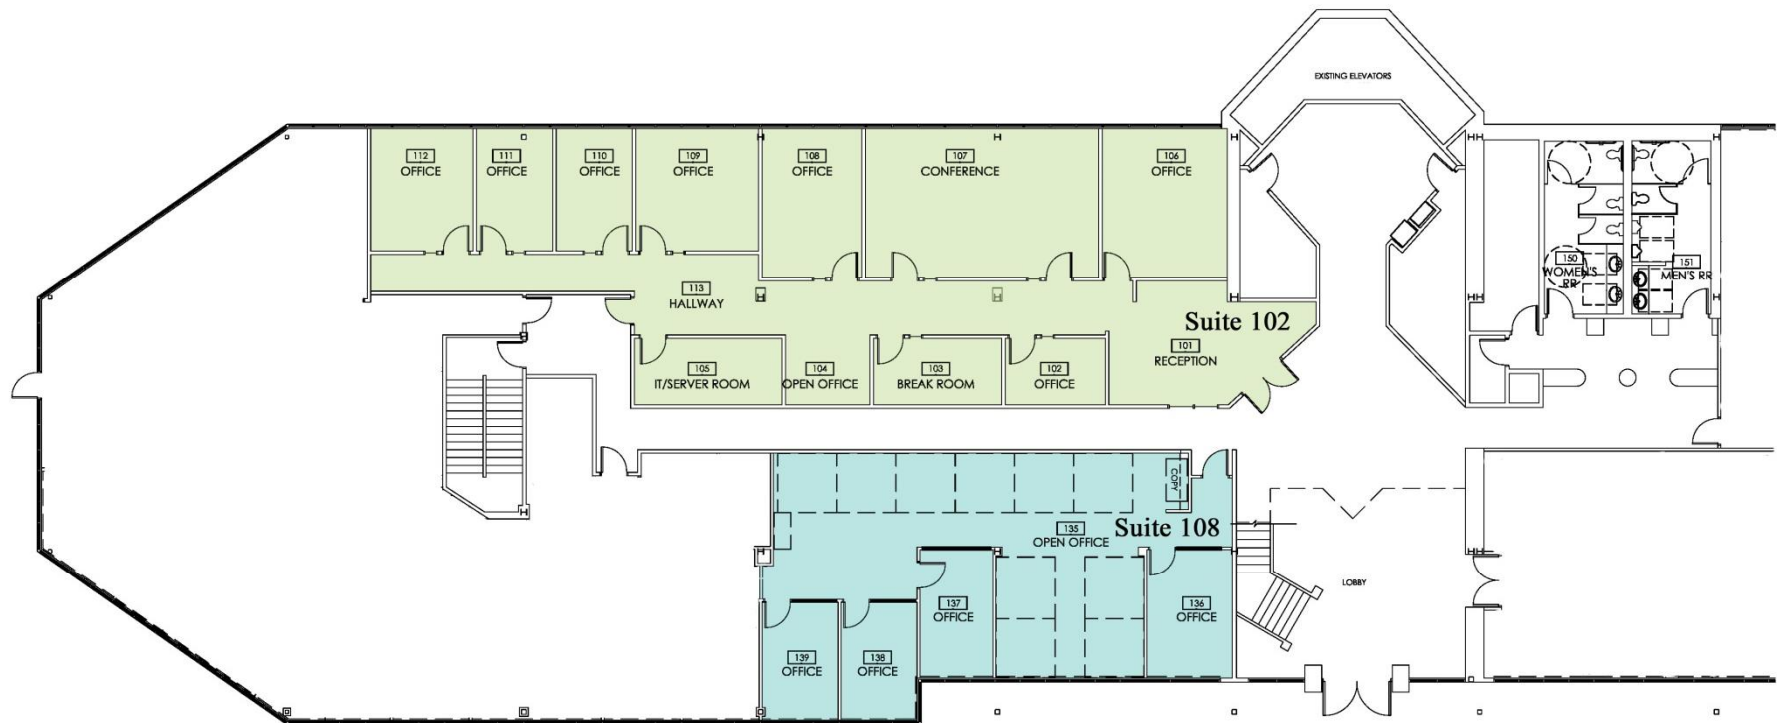 EXISTING ELEVATORS
112
OFFICE
111
OFFICE
110
OFFICE
109
OFFICE
108
OFFICE
107
CONFERENCE
106
OFFICE
150
WOMEN'S
RR
151
MEN'S RR
113
HALLWAY
Suite 102
101
RECEPTION
105
IT/SERVER ROOM
104
OPEN OFFICE
103
BREAK ROOM
102
OFFICE
COPY
135
OPEN OFFICE
Suite 108
LOBBY
137
OFFICE
136
OFFICE
139
OFFICE
138
OFFICE